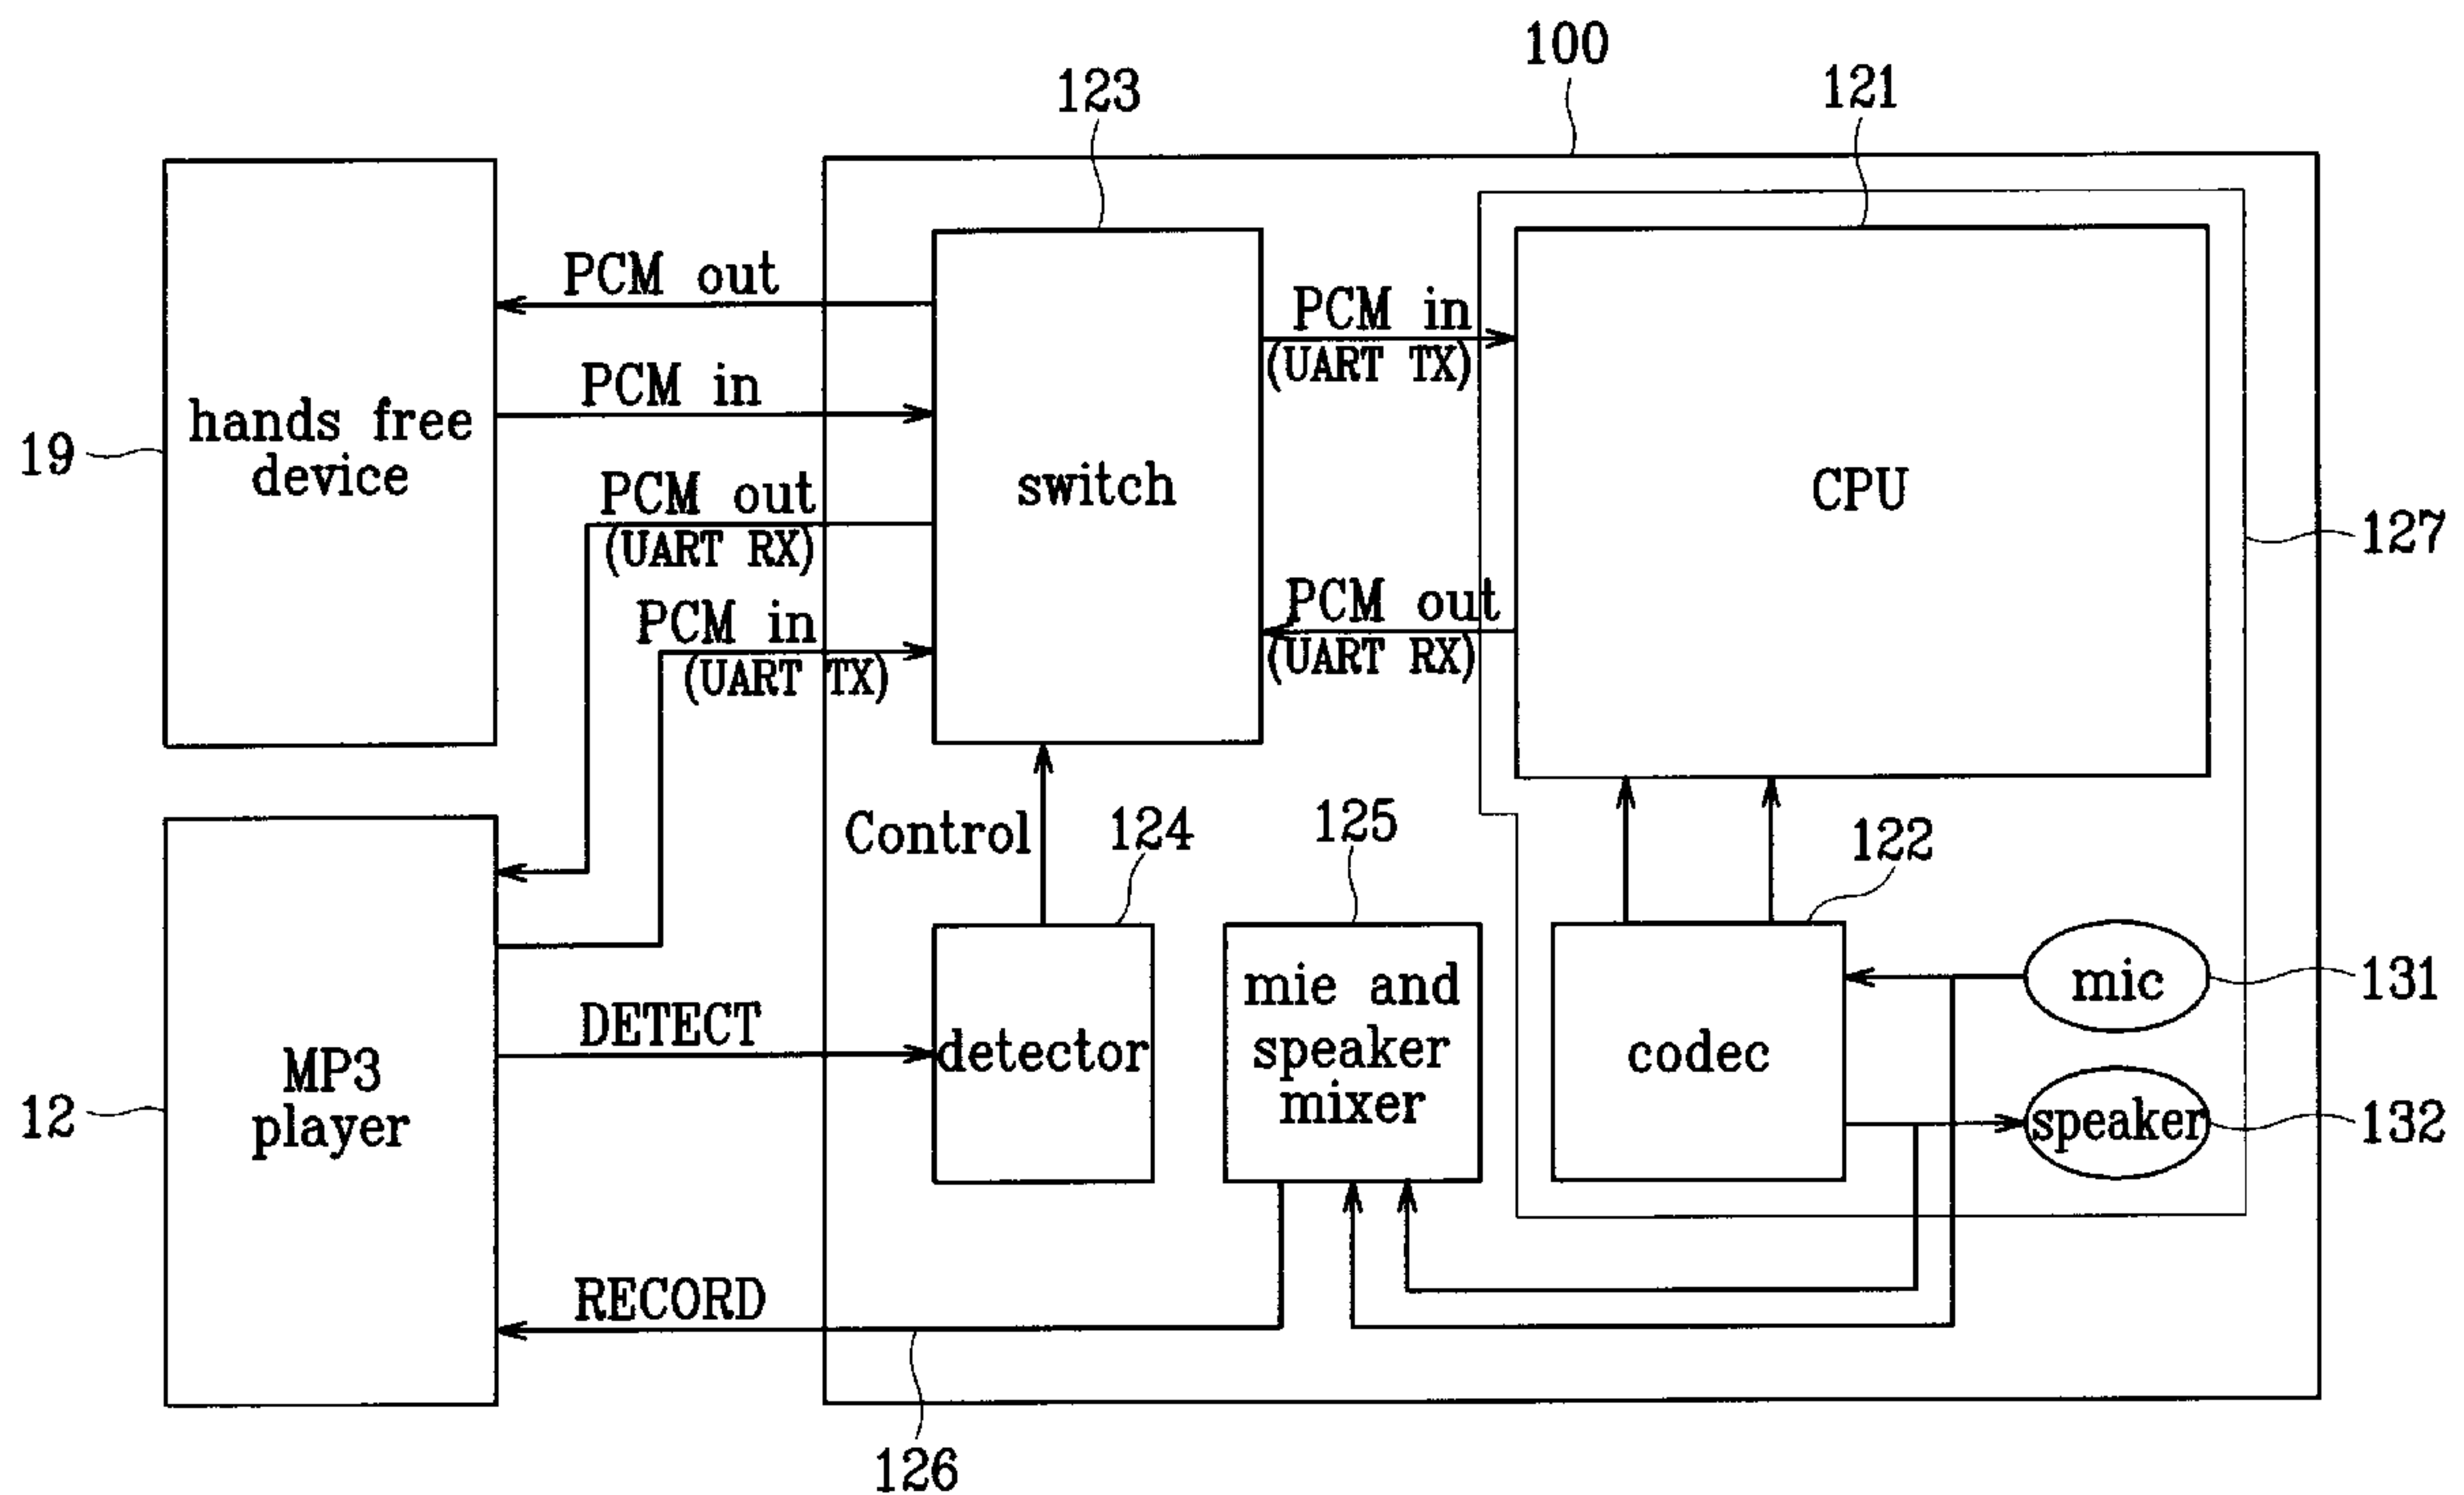 100
123
121
PCM out
PCM in
(UART TX)
PCM in
hands free
device
19
switch
CPU
PCM out
(UART RX)
127
PCM out
(UART RX)
PCM in
(UART TX)
Control
124
125
122
mie and
speaker
mixer
mic
131
DETECT
detector
codec
MP3
player
12
speaker
132
RECORD
126